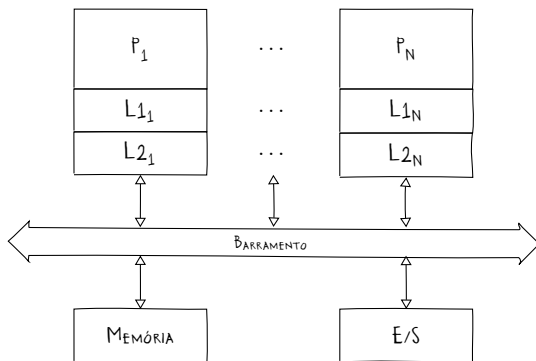 P1 ... PN
L11 ... L1N
L21 ... L2N
Barramento
Memória E/S